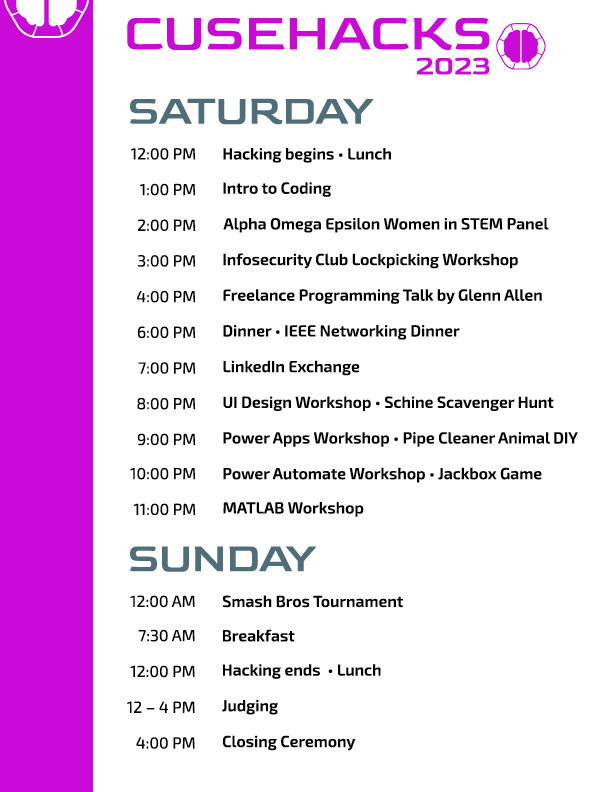 CUSEHACKS
2023
SATURDAY
12:00 PM Hacking begins • Lunch
1:00 PM Intro to Coding
2:00 PM Alpha Omega Epsilon Women in STEM Panel
3:00 PM Infosecurity Club Lockpicking Workshop
4:00 PM Freelance Programming Talk by Glenn Allen
6:00 PM Dinner • IEEE Networking Dinner
7:00 PM LinkedIn Exchange
8:00 PM UI Design Workshop • Schine Scavenger Hunt
9:00 PM Power Apps Workshop • Pipe Cleaner Animal DIY
10:00 PM Power Automate Workshop • Jackbox Game
11:00 PM MATLAB Workshop
SUNDAY
12:00 AM Smash Bros Tournament
7:30 AM Breakfast
12:00 PM Hacking ends • Lunch
12 – 4 PM Judging
4:00 PM Closing Ceremony